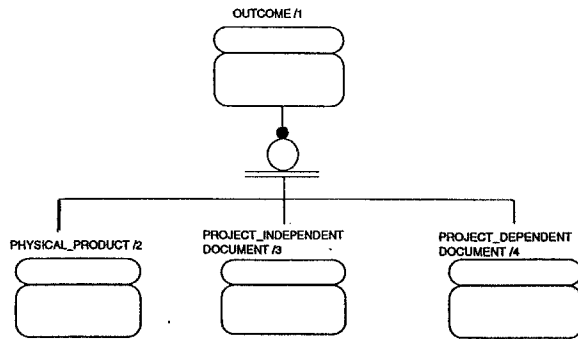 OUTCOME /1
PHYSICAL_PRODUCT /2
PROJECT_INDEPENDENT
DOCUMENT /3
PROJECT_DEPENDENT
DOCUMENT /4